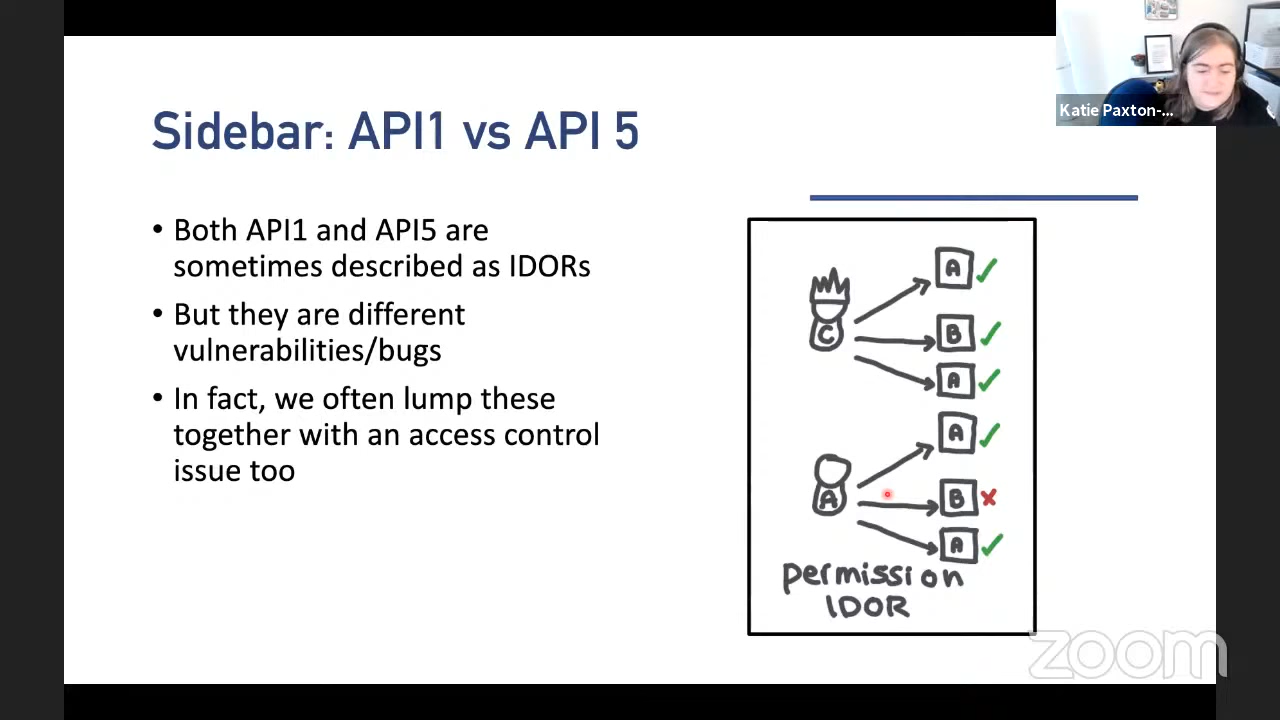 Katie Paxton-...
Sidebar: API1 vs API 5
• Both API1 and API5 are
sometimes described as IDORs
• But they are different
vulnerabilities/bugs
• In fact, we often lump these
together with an access control
issue too
A
C
B
A
A
A
B
A
permission
IDOR
zoom